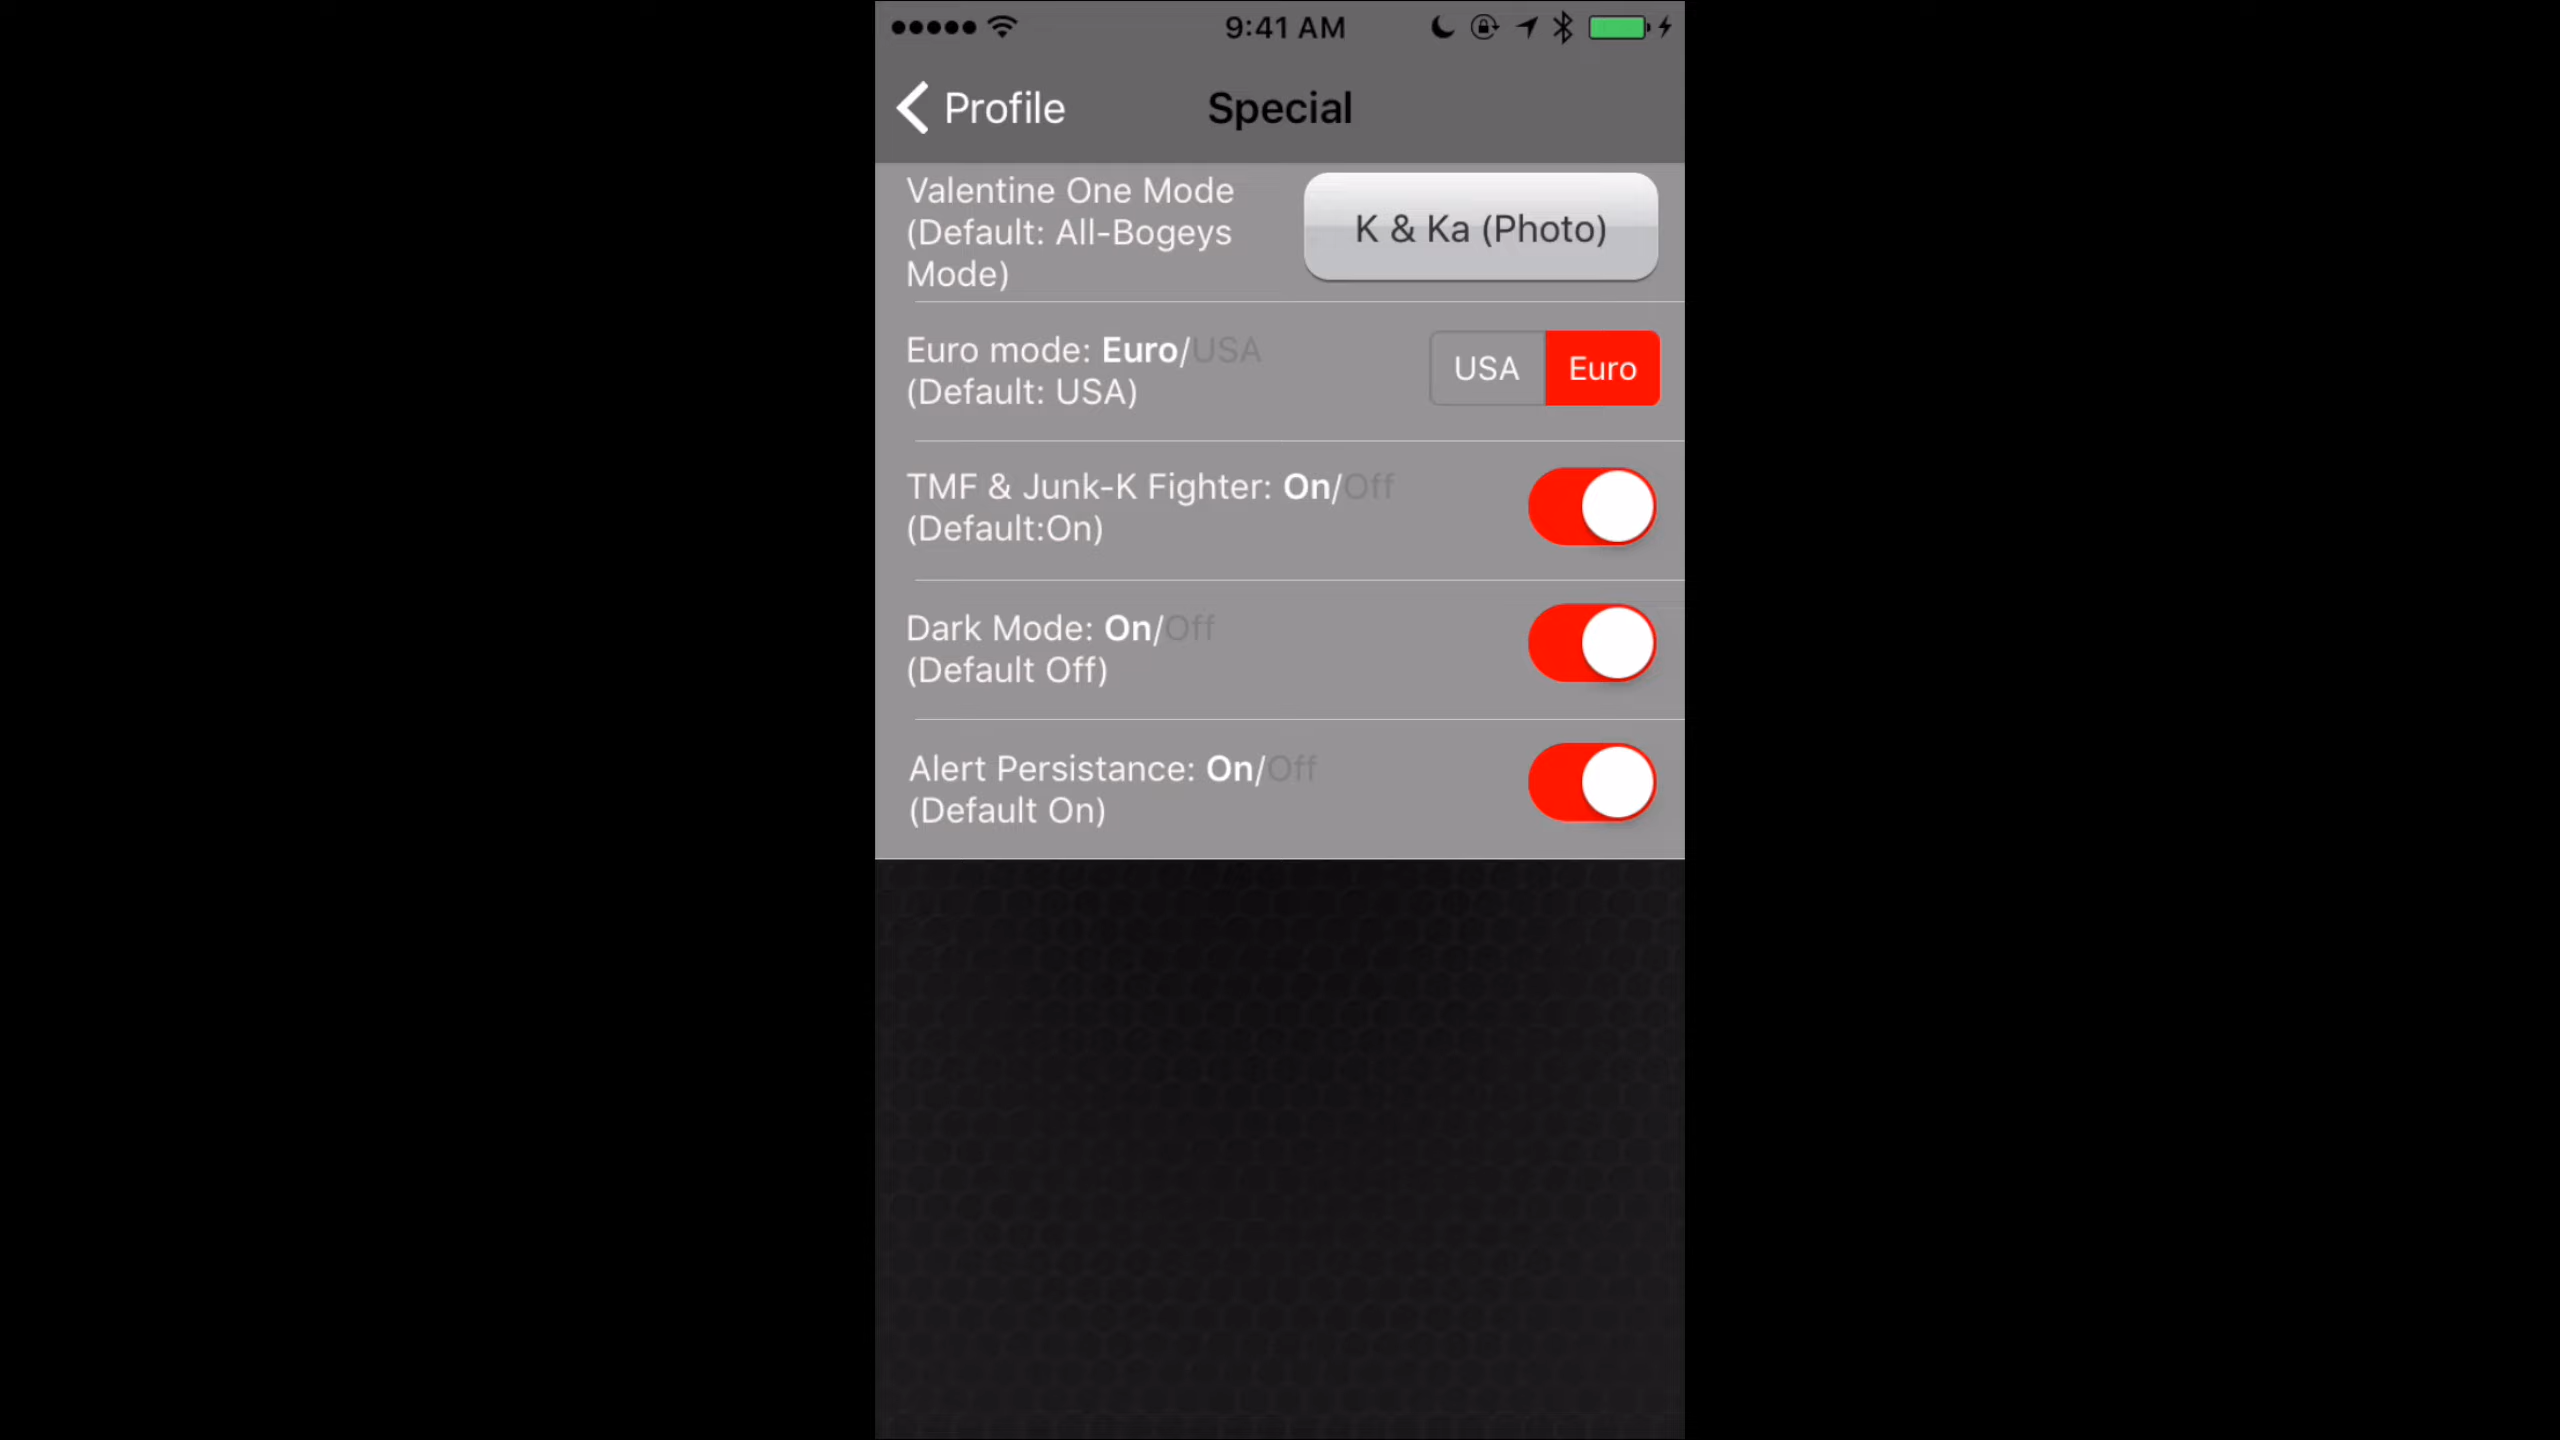 9:41 AM
Profile
Special
Valentine One Mode
(Default: All-Bogeys
Mode)
K & Ka (Photo)
Euro mode: Euro/USA
(Default: USA)
USA
Euro
TMF & Junk-K Fighter: On/Off
(Default:On)
Dark Mode: On/Off
(Default Off)
Alert Persistance: On/Off
(Default On)